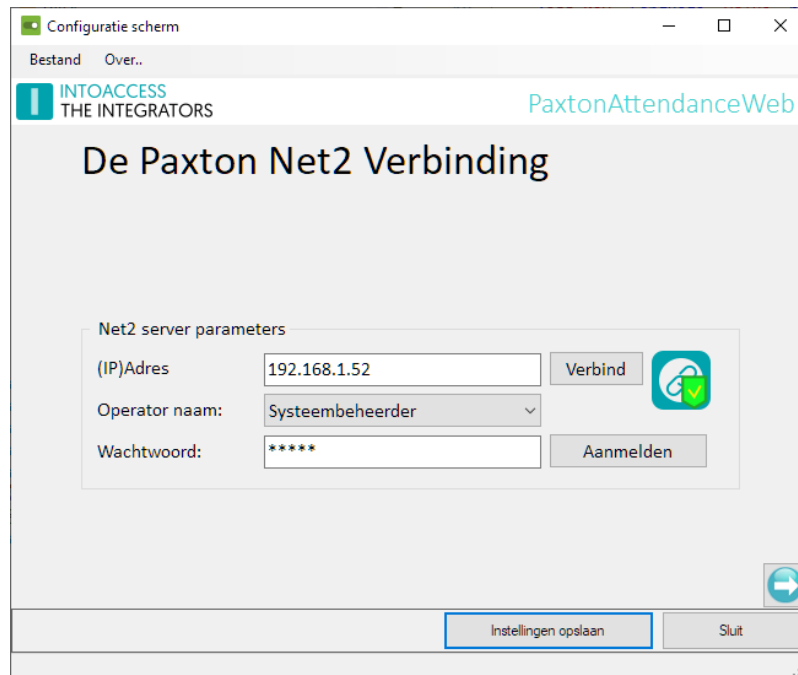 Configuratie scherm
Bestand Over..
INTOACCESS
THE INTEGRATORS
PaxtonAttendanceWeb
De Paxton Net2 Verbinding
Net2 server parameters
(IP)Adres 192.168.1.52 Verbind
Operator naam: Systeembeheerder
Wachtwoord: ***** Aanmelden
Instellingen opslaan Sluit